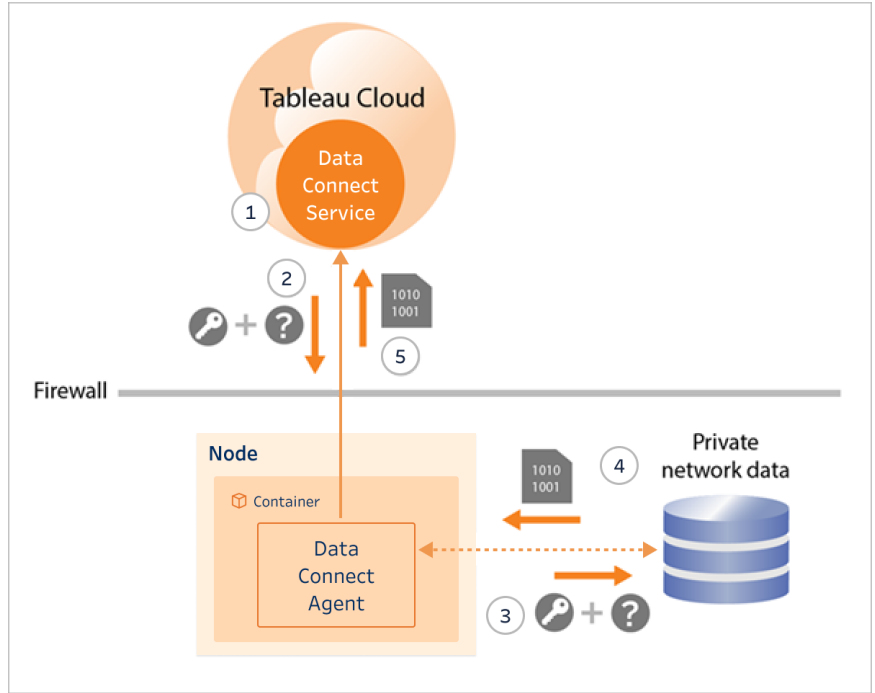 Tableau Cloud
Data
Connect
Service
1
2
?
1010
1001
5
Firewall
Node
Container
Data
Connect
Agent
1010
1001
4
Private
network data
3
?